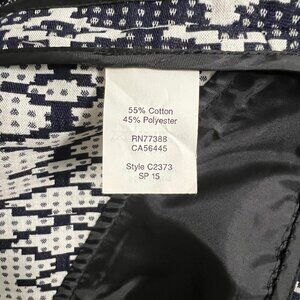 55% Cotton
45% Polyester
RN77388
CA56445
Style C2373
SP 15